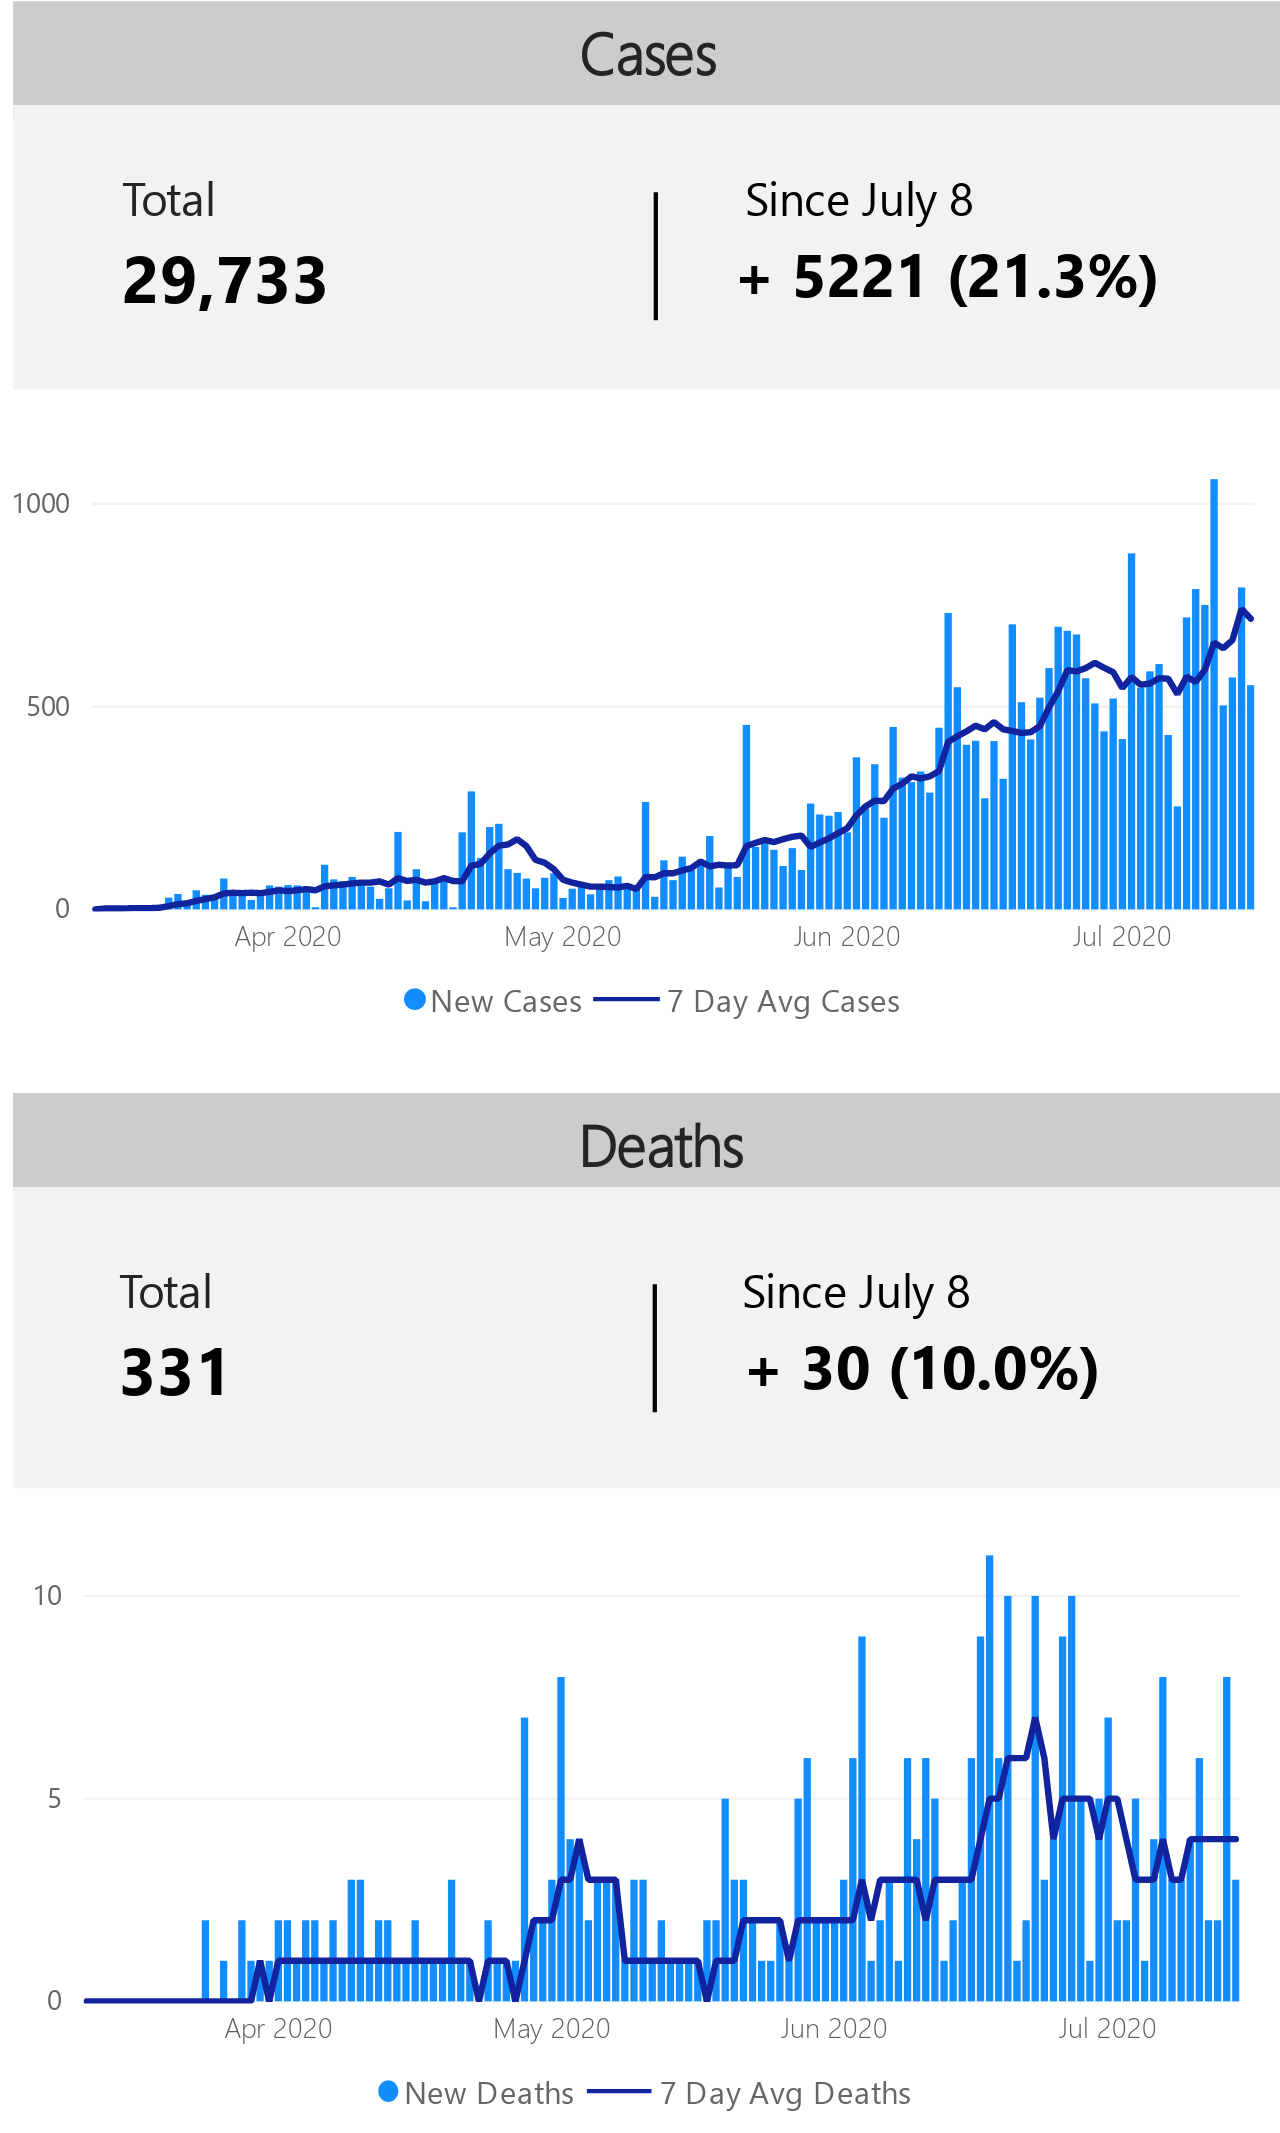 Cases
Total
Since July 8
29,733
+ 5221 (21.3%)
1000
500
0
Apr 2020
May 2020
Jun 2020
Jul 2020
New Cases
7 Day Avg Cases
Deaths
Total
Since July 8
331
+ 30 (10.0%)
10
5
0
Apr 2020
May 2020
Jun 2020
Jul 2020
New Deaths
7 Day Avg Deaths